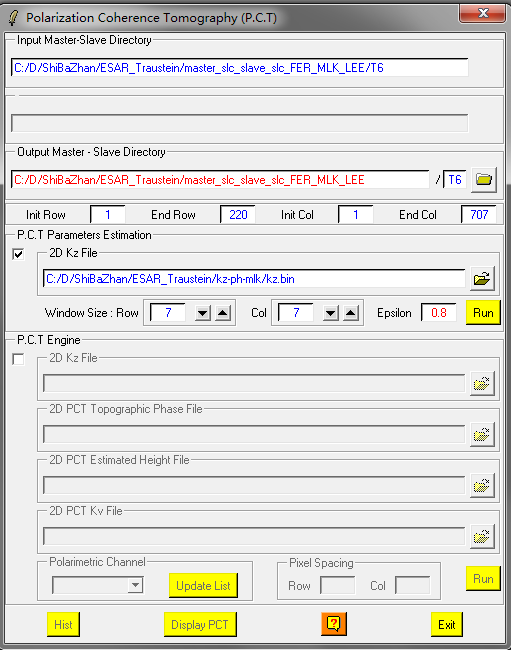 Polarization Coherence Tomography (P.C.T)
Input Master-Slave Directory
C:/D/ShiBaZhan/ESAR_Traustein/master_slc_slave_slc_FER_MLK_LEE/T6
Output Master - Slave Directory
C:/D/ShiBaZhan/ESAR_Traustein/master_slc_slave_slc_FER_MLK_LEE / T6
Init Row 1 End Row 220 Init Col 1 End Col 707
P.C.T Parameters Estimation
2D Kz File
C:/D/ShiBaZhan/ESAR_Traustein/kz-ph-mlk/kz.bin
Window Size : Row 7 Col 7 Epsilon 0.8 Run
P.C.T Engine
2D Kz File
2D PCT Topographic Phase File
2D PCT Estimated Height File
2D PCT Kv File
Polarimetric Channel Pixel Spacing
Update List Row Col Run
Hist Display PCT ? Exit